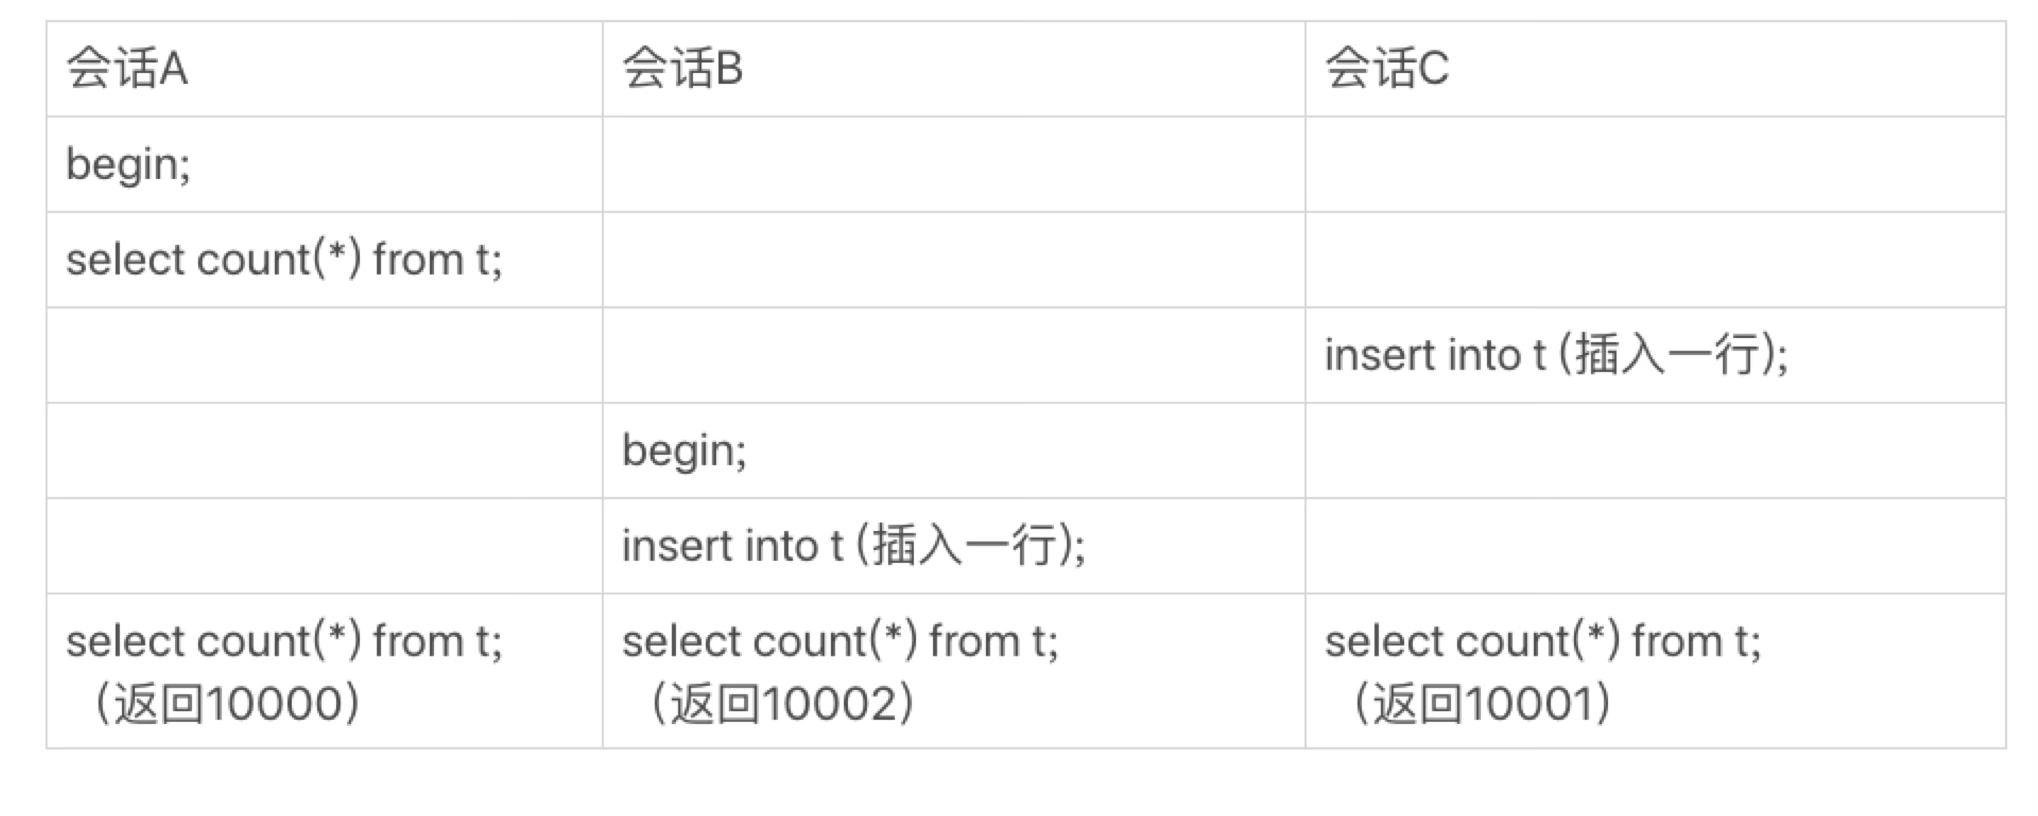 会话A 会话B 会话C
begin;
select count(*) from t;
insert into t (插入一行);
begin;
insert into t (插入一行);
select count(*) from t; select count(*) from t; select count(*) from t;
（返回10000） （返回10002） （返回10001）